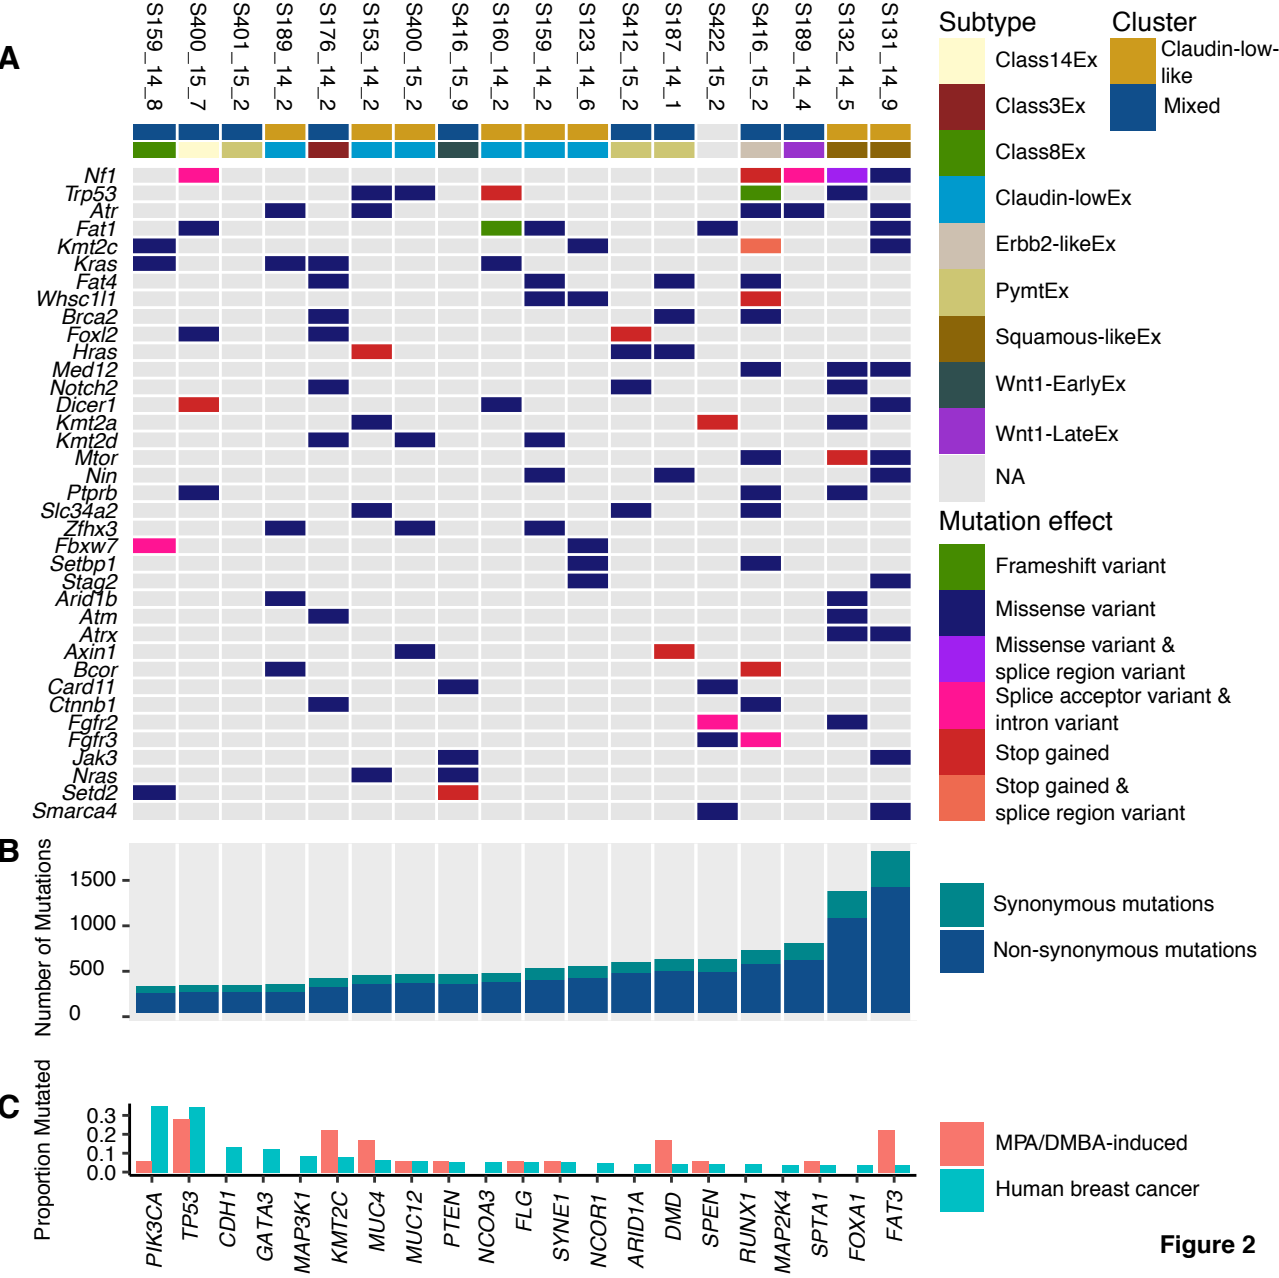 A
S159_14_8
S400_15_7
S401_15_2
S189_14_2
S176_14_2
S153_14_2
S400_15_2
S416_15_9
S160_14_2
S159_14_2
S123_14_6
S412_15_2
S187_14_1
S422_15_2
S416_15_2
S189_14_4
S132_14_5
S131_14_9
Nf1
Trp53
Atr
Fat1
Kmt2c
Kras
Fat4
Whsc1l1
Brca2
Foxl2
Hras
Med12
Notch2
Dicer1
Kmt2a
Kmt2d
Mtor
Nin
Ptprb
Slc34a2
Zfhx3
Fbxw7
Setbp1
Stag2
Arid1b
Atm
Atrx
Axin1
Bcor
Card11
Ctnnb1
Fgfr2
Fgfr3
Jak3
Nras
Setd2
Smarca4
Subtype
Class14Ex
Class3Ex
Class8Ex
Claudin-lowEx
Erbb2-likeEx
PymtEx
Squamous-likeEx
Wnt1-EarlyEx
Wnt1-LateEx
NA
Cluster
Claudin-low-
like
Mixed
Mutation effect
Frameshift variant
Missense variant
Missense variant &
splice region variant
Splice acceptor variant &
intron variant
Stop gained
Stop gained &
splice region variant
B
Number of Mutations
1500
1000
500
0
Synonymous mutations
Non-synonymous mutations
C
Proportion Mutated
0.3
0.2
0.1
0.0
PIK3CA
TP53
CDH1
GATA3
MAP3K1
KMT2C
MUC4
MUC12
PTEN
NCOA3
FLG
SYNE1
NCOR1
ARID1A
DMD
SPEN
RUNX1
MAP2K4
SPTA1
FOXA1
FAT3
MPA/DMBA-induced
Human breast cancer
Figure 2